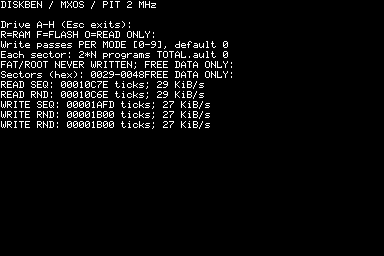 DISKBEN / MXOS / PIT 2 MHz
Drive A-H (Esc exits):
R=RAM F=FLASH O=READ ONLY:
Write passes PER MODE [0-9], default 0
Each sector: 2*N programs TOTAL.ault 0
FAT/ROOT NEVER WRITTEN; FREE DATA ONLY:
Sectors (hex): 0029-0048FREE DATA ONLY:
READ SEQ: 00010C7E ticks; 29 KiB/s
READ RND: 00010C6E ticks; 29 KiB/s
WRITE SEQ: 00001AFD ticks; 27 KiB/s
WRITE RND: 00001B00 ticks; 27 KiB/s
WRITE RND: 00001B00 ticks; 27 KiB/s